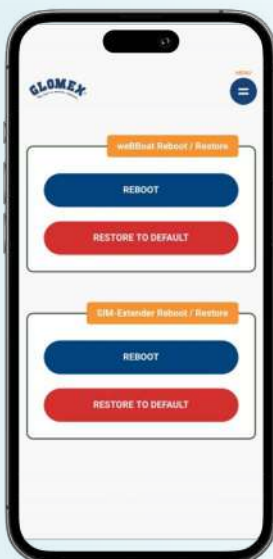 GLOMEX
MENU
weBBoat Reboot / Restore
REBOOT
RESTORE TO DEFAULT
SIM-Extender Reboot / Restore
REBOOT
RESTORE TO DEFAULT